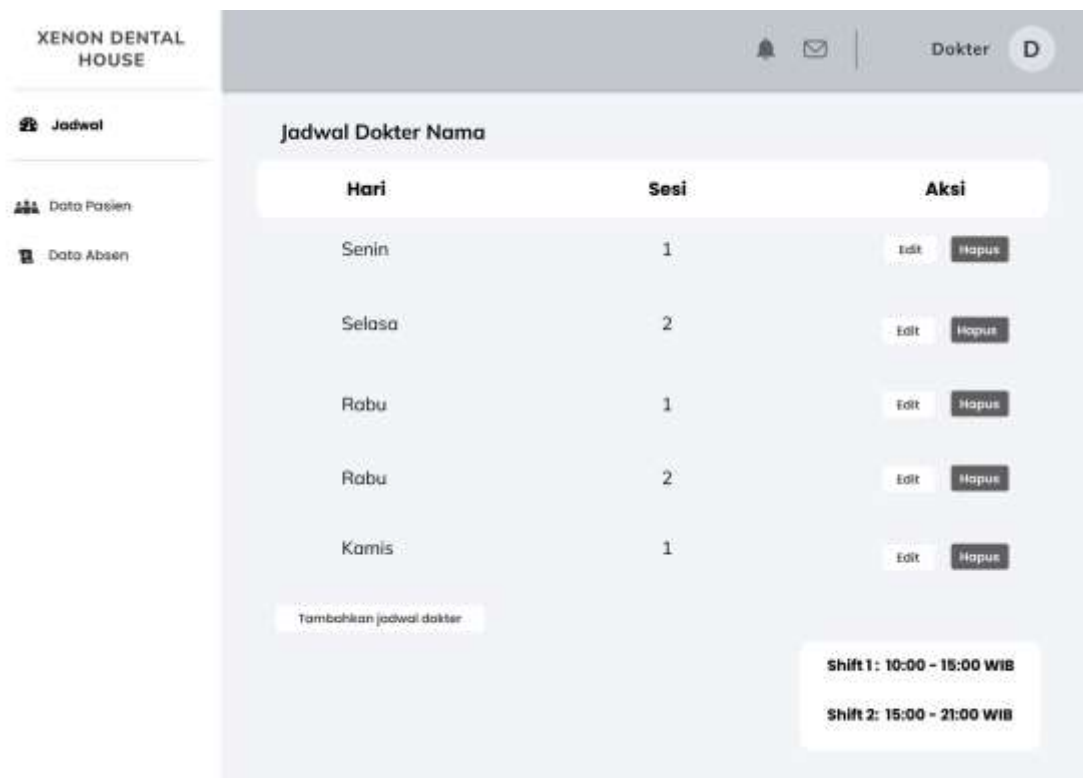 XENON DENTAL
HOUSE
Dokter D
Jadwal
Data Pasien
Data Absen
Jadwal Dokter Nama
Hari Sesi Aksi
Senin 1 Edit Hapus
Selasa 2 Edit Hapus
Rabu 1 Edit Hapus
Rabu 2 Edit Hapus
Kamis 1 Edit Hapus
Tambahkan jadwal dokter
Shift 1 : 10:00 - 15:00 WIB
Shift 2: 15:00 - 21:00 WIB